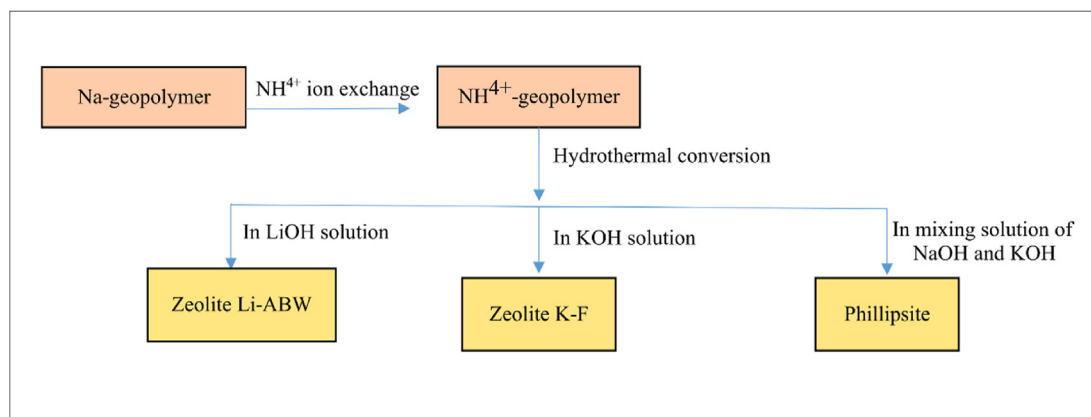 Na-geopolymer
NH⁴⁺ ion exchange
NH⁴⁺-geopolymer
Hydrothermal conversion
In LiOH solution
In KOH solution
In mixing solution of
NaOH and KOH
Zeolite Li-ABW
Zeolite K-F
Phillipsite